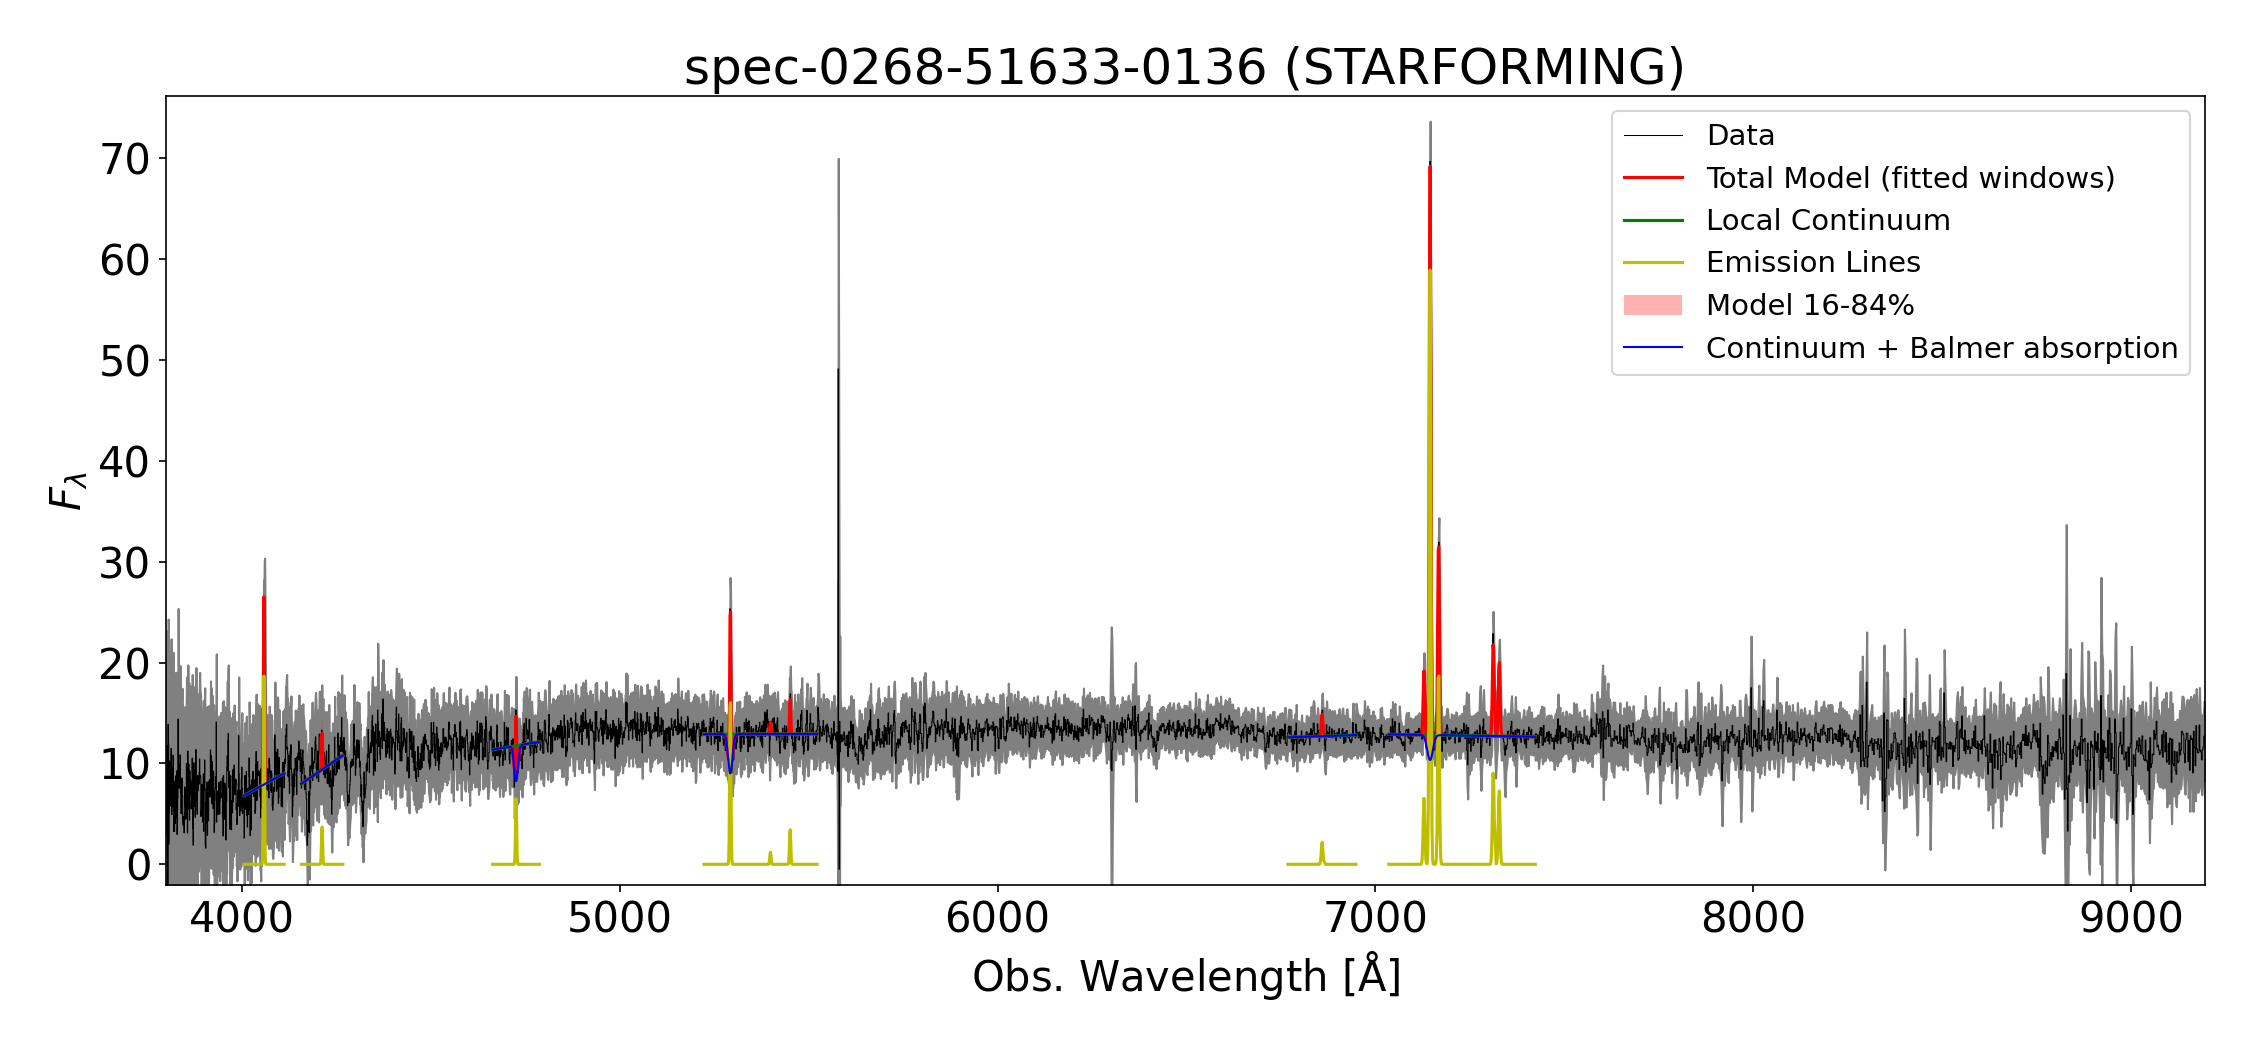 spec-0268-51633-0136 (STARFORMING)
Data
Total Model (fitted windows)
Local Continuum
Emission Lines
Model 16-84%
Continuum + Balmer absorption
70
60
50
40
30
20
10
0
Fλ
4000 5000 6000 7000 8000 9000
Obs. Wavelength [Å]